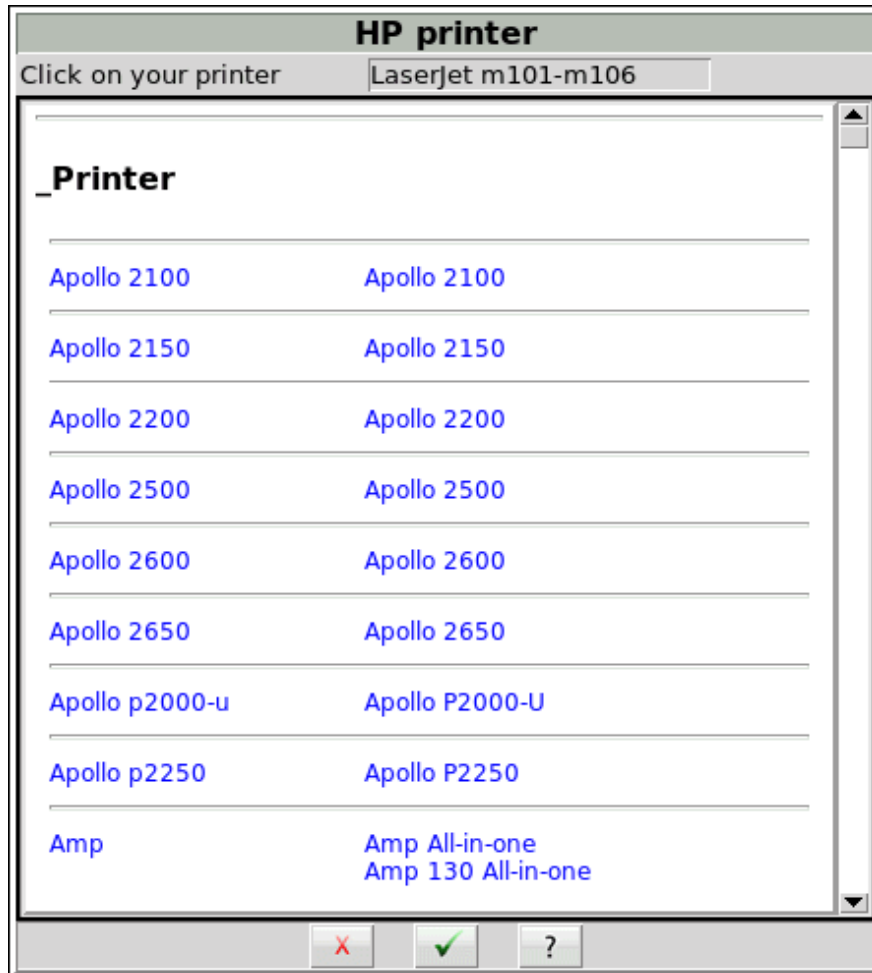 HP printer
Click on your printer LaserJet m101-m106
_Printer
Apollo 2100 Apollo 2100
Apollo 2150 Apollo 2150
Apollo 2200 Apollo 2200
Apollo 2500 Apollo 2500
Apollo 2600 Apollo 2600
Apollo 2650 Apollo 2650
Apollo p2000-u Apollo P2000-U
Apollo p2250 Apollo P2250
Amp Amp All-in-one
Amp 130 All-in-one
X ✓ ?